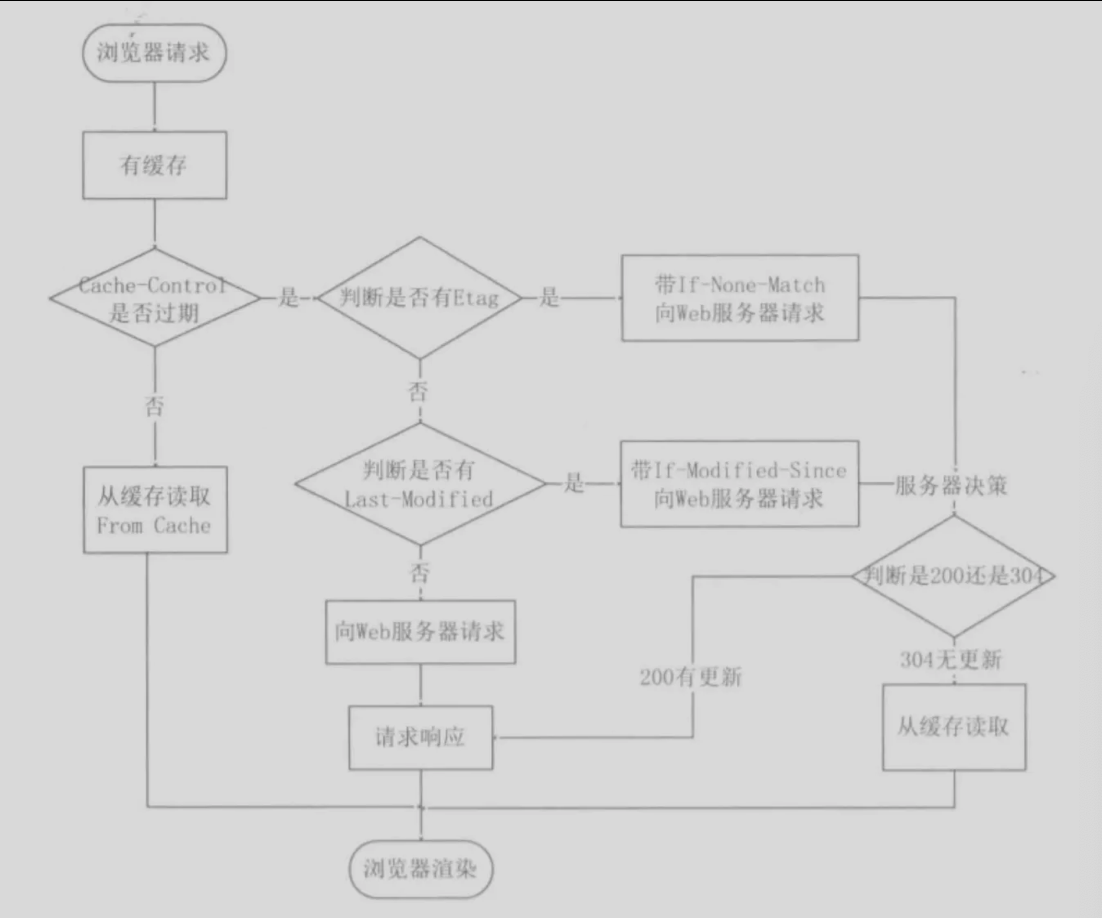 浏览器请求
有缓存
Cache-Control
是否过期
是
判断是否有Etag
是
带If-None-Match
向Web服务器请求
否
否
从缓存读取
From Cache
判断是否有
Last-Modified
是
带If-Modified-Since
向Web服务器请求
服务器决策
判断是200还是304
否
向Web服务器请求
304无更新
200有更新
从缓存读取
请求响应
浏览器渲染